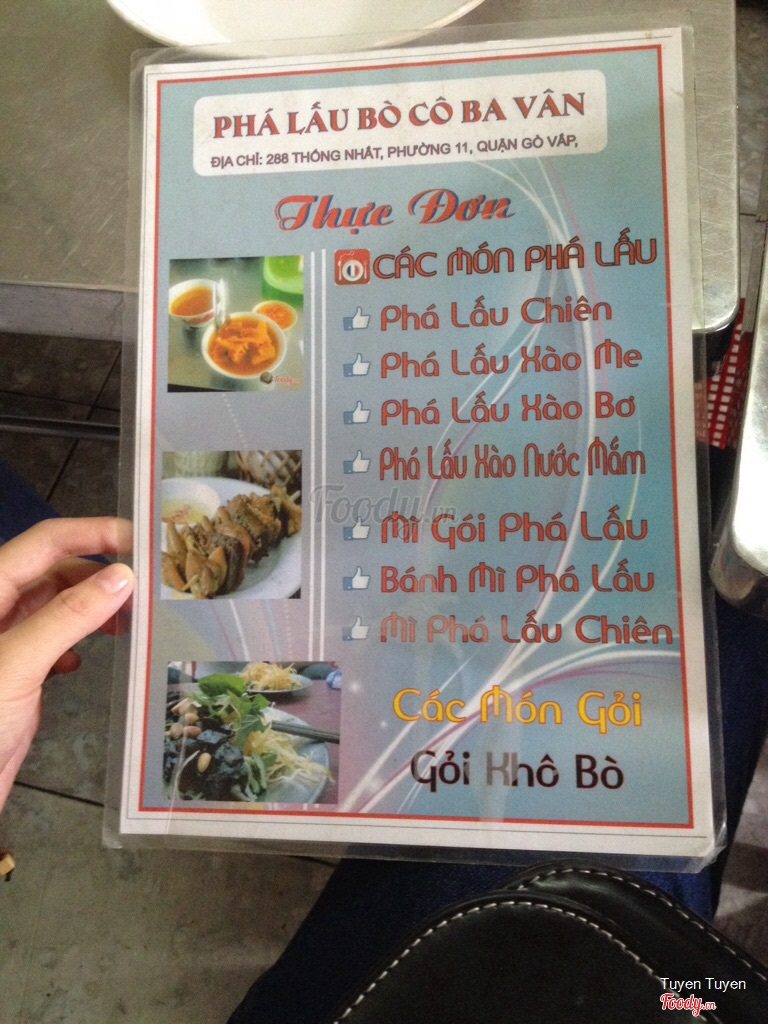 PHÁ LẤU BÒ CÔ BA VÂN
ĐỊA CHỈ: 288 THỐNG NHẤT, PHƯỜNG 11, QUẬN GÒ VẤP,
Thực Đơn
CÁC MÓN PHÁ LẤU
Phá Lấu Chiên
Phá Lấu Xào Me
Phá Lấu Xào Bơ
Phá Lấu Xào Nước Mắm
Mì Gói Phá Lấu
Bánh Mì Phá Lấu
Mì Phá Lấu Chiên
Các Món Gỏi
Gỏi Khô Bò
Foody.vn
Tuyen Tuyen
Foody.vn